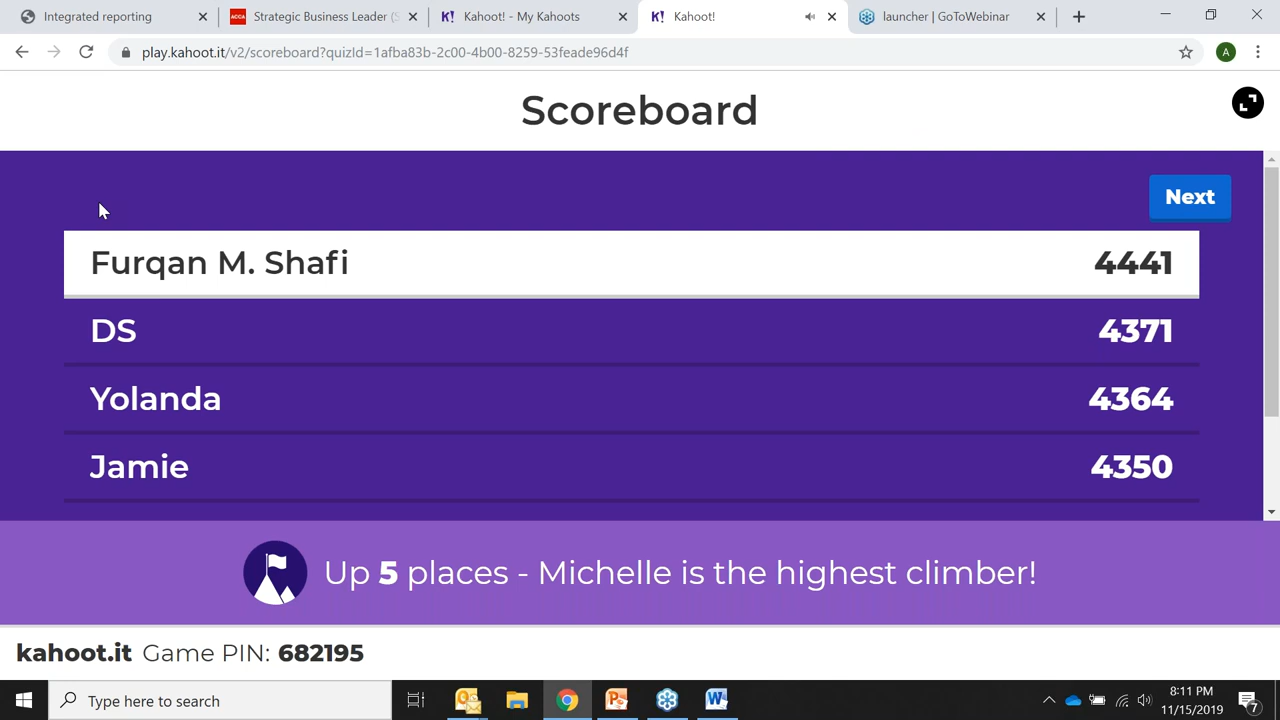 Integrated reporting
ACCA Strategic Business Leader (S
K! Kahoot! - My Kahoots
K! Kahoot!
launcher | GoToWebinar
play.kahoot.it/v2/scoreboard?quizId=1afba83b-2c00-4b00-8259-53feade96d4f
A
Scoreboard
Next
Furqan M. Shafi 4441
DS 4371
Yolanda 4364
Jamie 4350
Up 5 places - Michelle is the highest climber!
kahoot.it Game PIN: 682195
Type here to search
8:11 PM
11/15/2019
7